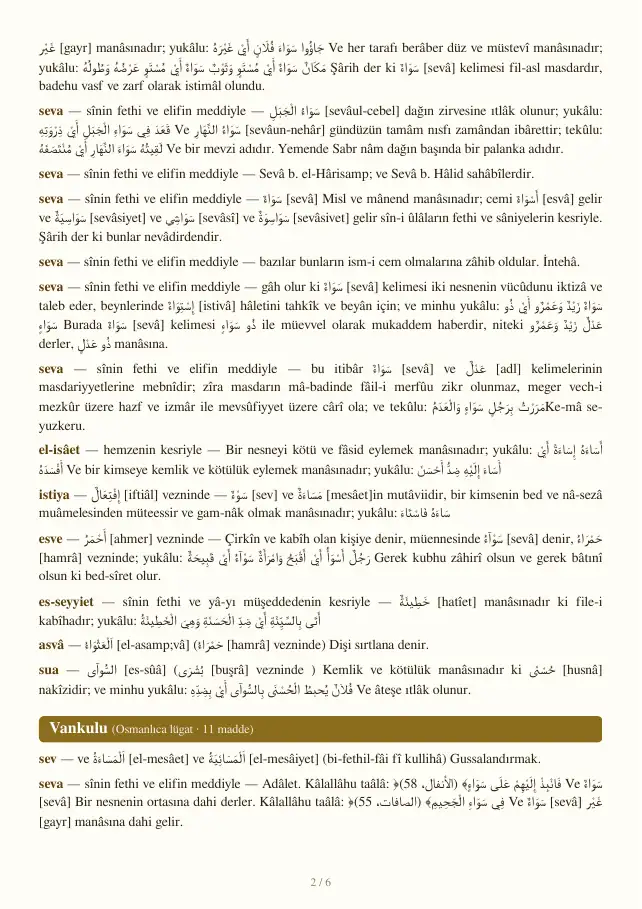 غَيْر [gayr] manâsınadır; yukâlu: جَاؤُوا سَوَاءَ فُلَانٍ أَيْ غَيْرَهُ Ve her tarafı berâber düz ve müstevî manâsınadır;
yukâlu: مَكَانٌ سَوَاءٌ أَيْ مُسْتَوٍ وَثَوْبٌ سَوَاءٌ أَيْ مُسْتَوٍ عَرْضُهُ وَطُولُهُ Şârih der ki سَوَاءٌ [sevâ] kelimesi fil-asl masdardır,
badehu vasf ve zarf olarak istimâl olundu.
seva — sînin fethi ve elifin meddiyle — سَوَاءُ الْجَبَلِ [sevâul-cebel] dağın zirvesine ıtlâk olunur; yukâlu:
قَعَدَ فِي سَوَاءِ الْجَبَلِ أَيْ ذِرْوَتِهِ Ve سَوَاءُ النَّهَارِ [sevâun-nehâr] gündüzün tamâm nısfı zamândan ibârettir; tekûlu:
لَقِيتُهُ سَوَاءَ النَّهَارِ أَيْ مُنْتَصَفَهُ Ve bir mevzi adıdır. Yemende Sabr nâm dağın başında bir palanka adıdır.
seva — sînin fethi ve elifin meddiyle — Sevâ b. el-Hârisamp; ve Sevâ b. Hâlid sahâbîlerdir.
seva — sînin fethi ve elifin meddiyle — سَوَاءٌ [sevâ] Misl ve mânend manâsınadır; cemi أَسْوَاءٌ [esvâ] gelir
ve سَوَاسِيَةٌ [sevâsiyet] ve سَوَاسِي [sevâsî] ve سَوَاسِوَةٌ [sevâsivet] gelir sîn-i ûlâların fethi ve sâniyelerin kesriyle.
Şârih der ki bunlar nevâdirdendir.
seva — sînin fethi ve elifin meddiyle — bazılar bunların ism-i cem olmalarına zâhib oldular. İntehâ.
seva — sînin fethi ve elifin meddiyle — gâh olur ki سَوَاءٌ [sevâ] kelimesi iki nesnenin vücûdunu iktizâ ve
taleb eder, beynlerinde إِسْتِوَاءٌ [istivâ] hâletini tahkîk ve beyân için; ve minhu yukâlu: سَوَاءٌ زَيْدٌ وَعَمْرٌو أَيْ ذُو
سَوَاءٍ Burada سَوَاءٌ [sevâ] kelimesi ذُو سَوَاءٍ ile müevvel olarak mukaddem haberdir, niteki عَدْلٌ زَيْدٌ وَعَمْرٌو
derler, ذُو عَدْلٍ manâsına.
seva — sînin fethi ve elifin meddiyle — bu itibâr سَوَاءٌ [sevâ] ve عَدْلٌ [adl] kelimelerinin
masdariyyetlerine mebnîdir; zîra masdarın mâ-badinde fâil-i merfûu zikr olunmaz, meger vech-i
mezkûr üzere hazf ve izmâr ile mevsûfiyyet üzere cârî ola; ve tekûlu: مَرَرْتُ بِرَجُلٍ سَوَاءٍ وَالْعَدَمُKe-mâ se-
yuzkeru.
el-isâet — hemzenin kesriyle — Bir nesneyi kötü ve fâsid eylemek manâsınadır; yukâlu: أَسَاءَهُ إِسَاءَةً أَيْ
أَفْسَدَهُ Ve bir kimseye kemlik ve kötülük eylemek manâsınadır; yukâlu: أَسَاءَ إِلَيْهِ ضِدُّ أَحْسَنَ
istiya — إِفْتِعَالٌ [iftiâl] vezninde — سَوْءٌ [sev] ve مَسَاءَةٌ [mesâet]in mutâviidir, bir kimsenin bed ve nâ-sezâ
muâmelesinden müteessir ve gam-nâk olmak manâsınadır; yukâlu: سَاءَهُ فَاسْتَاءَ
esve — أَحْمَرُ [ahmer] vezninde — Çirkîn ve kabîh olan kişiye denir, müennesinde سَوْآءُ [sevâ] denir, حَمْرَاءُ
[hamrâ] vezninde; yukâlu: رَجُلٌ أَسْوَأُ أَيْ أَقْبَحُ وَامْرَأَةٌ سَوْآءُ أَيْ قَبِيحَةٌ Gerek kubhu zâhirî olsun ve gerek bâtınî
olsun ki bed-sîret olur.
es-seyyiet — sînin fethi ve yâ-yı müşeddedenin kesriyle — خَطِيئَةٌ [hatîet] manâsınadır ki file-i
kabîhadır; yukâlu: أَتَى بِالسَّيِّئَةِ أَيْ ضِدِّ الْحَسَنَةِ وَهِيَ الْخَطِيئَةُ
asvâ — اَلْعَثْوَاءُ [el-asamp;vâ] (حَمْرَاءُ [hamrâ] vezninde) Dişi sırtlana denir.
sua — السُّوآى [es-sûâ] (بُشْرَى [buşrâ] vezninde ) Kemlik ve kötülük manâsınadır ki حُسْنَى [husnâ]
nakîzidir; ve minhu yukâlu: فُلَانٌ يُحبِطُ الْحُسْنَى بِالسُّوآى أَيْ بِضِدِّهِ Ve âteşe ıtlâk olunur.
Vankulu (Osmanlıca lügat · 11 madde)
sev — ve اَلْمَسَاءَةُ [el-mesâet] ve اَلْمَسَائِيَةُ [el-mesâiyet] (bi-fethil-fâi fî kullihâ) Gussalandırmak.
seva — sînin fethi ve elifin meddiyle — Adâlet. Kâlallâhu taâlâ: ﴿فَانْبِذْ إِلَيْهِمْ عَلَى سَوَاءٍ﴾ (الأنفال، 58) Ve سَوَاءٌ
[sevâ] Bir nesnenin ortasına dahi derler. Kâlallâhu taâlâ: ﴿فِي سَوَاءِ الْجَحِيمِ﴾ (الصافات، 55) Ve سَوَاءٌ [sevâ] غَيْر
[gayr] manâsına dahi gelir.
2 / 6